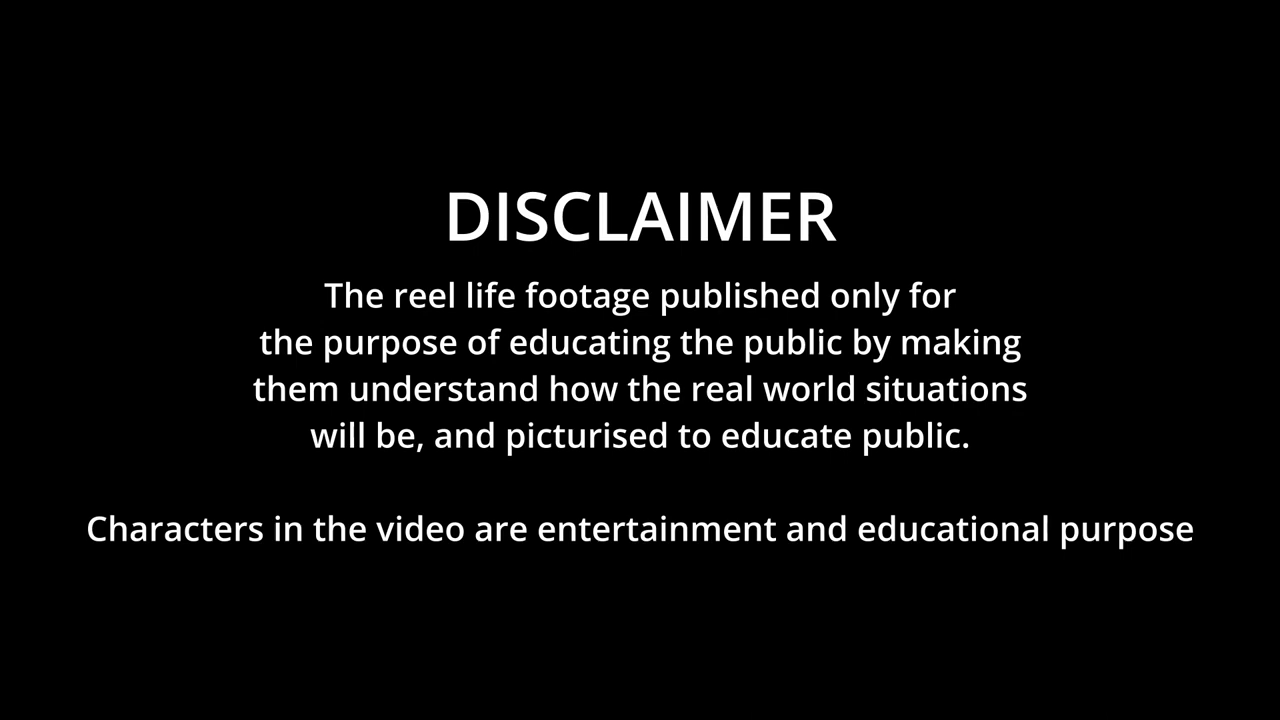 DISCLAIMER
The reel life footage published only for
the purpose of educating the public by making
them understand how the real world situations
will be, and picturised to educate public.
Characters in the video are entertainment and educational purpose